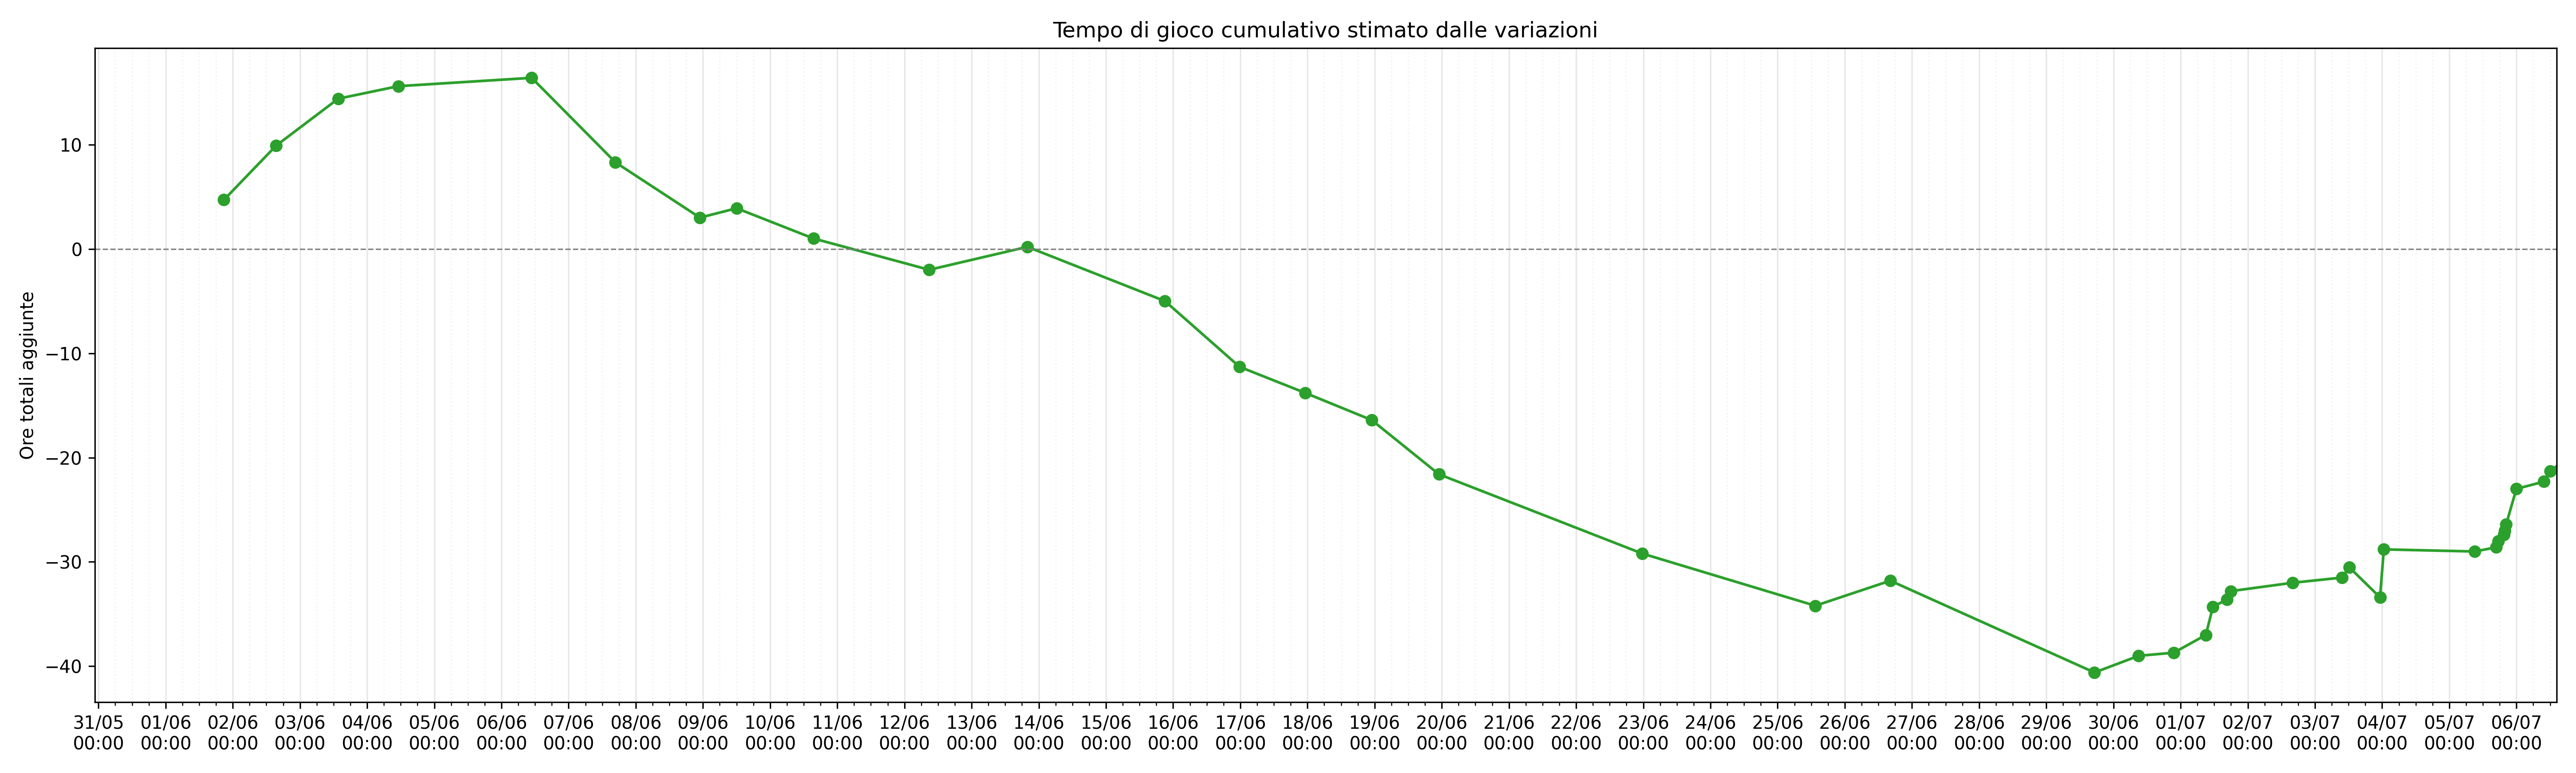 Tempo di gioco cumulativo stimato dalle variazioni
Ore totali aggiunte
10
0
−10
−20
−30
−40
31/05 01/06 02/06 03/06 04/06 05/06 06/06 07/06 08/06 09/06 10/06 11/06 12/06 13/06 14/06 15/06 16/06 17/06 18/06 19/06 20/06 21/06 22/06 23/06 24/06 25/06 26/06 27/06 28/06 29/06 30/06 01/07 02/07 03/07 04/07 05/07 06/07
00:00 00:00 00:00 00:00 00:00 00:00 00:00 00:00 00:00 00:00 00:00 00:00 00:00 00:00 00:00 00:00 00:00 00:00 00:00 00:00 00:00 00:00 00:00 00:00 00:00 00:00 00:00 00:00 00:00 00:00 00:00 00:00 00:00 00:00 00:00 00:00 00:00